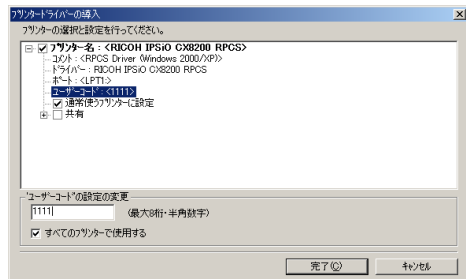 プリンタードライバーの導入
プリンターの選択と設定を行ってください。
プリンター名 : <RICOH IPSiO CX8200 RPCS>
コメント : <RPCS Driver (Windows 2000/XP)>
ドライバー : RICOH IPSiO CX8200 RPCS
ポート : <LPT1:>
ユーザーコード : <1111>
通常使うプリンターに設定
共有
"ユーザーコード"の設定の変更
1111
(最大8桁・半角数字)
すべてのプリンターで使用する
完了(C)
キャンセル